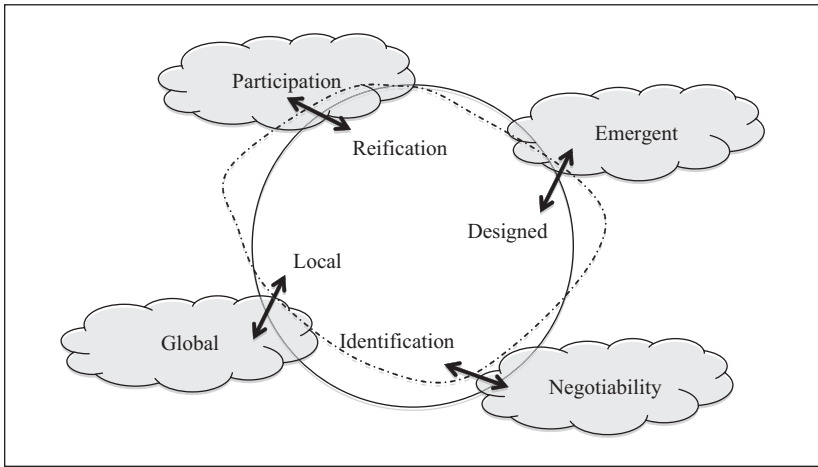 Participation
Reification
Emergent
Designed
Local
Global
Identification
Negotiability